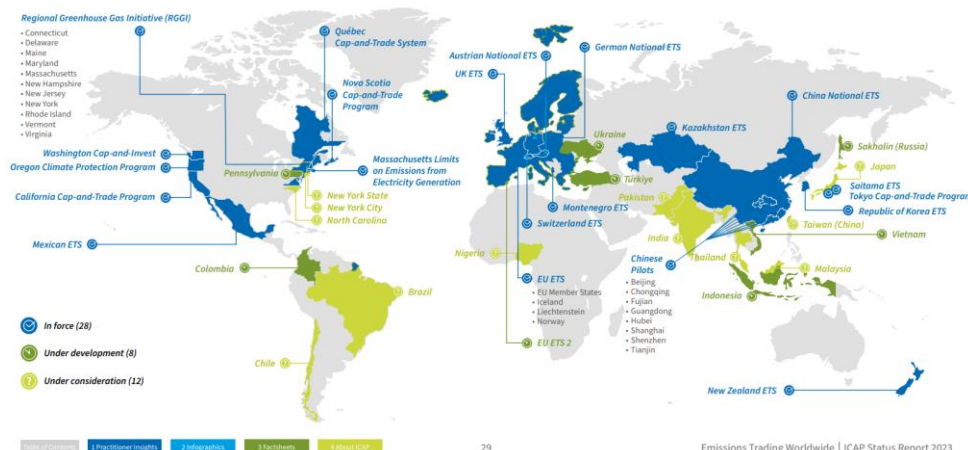 Regional Greenhouse Gas Initiative (RGGI)
• Connecticut
• Delaware
• Maine
• Maryland
• Massachusetts
• New Hampshire
• New Jersey
• New York
• Rhode Island
• Vermont
• Virginia
Québec
Cap-and-Trade System
Nova Scotia
Cap-and-Trade
Program
Washington Cap-and-Invest
Oregon Climate Protection Program
California Cap-and-Trade Program
Mexican ETS
Pennsylvania
Massachusetts Limits
on Emissions from
Electricity Generation
New York State
New York City
North Carolina
Colombia
Brazil
Chile
Austrian National ETS
German National ETS
UK ETS
Ukraine
Türkiye
Montenegro ETS
Switzerland ETS
Nigeria
EU ETS
• EU Member States
• Iceland
• Liechtenstein
• Norway
EU ETS 2
China National ETS
Kazakhstan ETS
Sakhalin (Russia)
Japan
Saitama ETS
Tokyo Cap-and-Trade Program
Republic of Korea ETS
Pakistan
India
Taiwan (China)
Vietnam
Thailand
Malaysia
Indonesia
Chinese
Pilots
• Beijing
• Chongqing
• Fujian
• Guangdong
• Hubei
• Shanghai
• Shenzhen
• Tianjin
New Zealand ETS
In force (28)
Under development (8)
Under consideration (12)
Table of Contents
1 Practitioner Insights
2 Infographics
3 Factsheets
4 About ICAP
29
Emissions Trading Worldwide | ICAP Status Report 2023